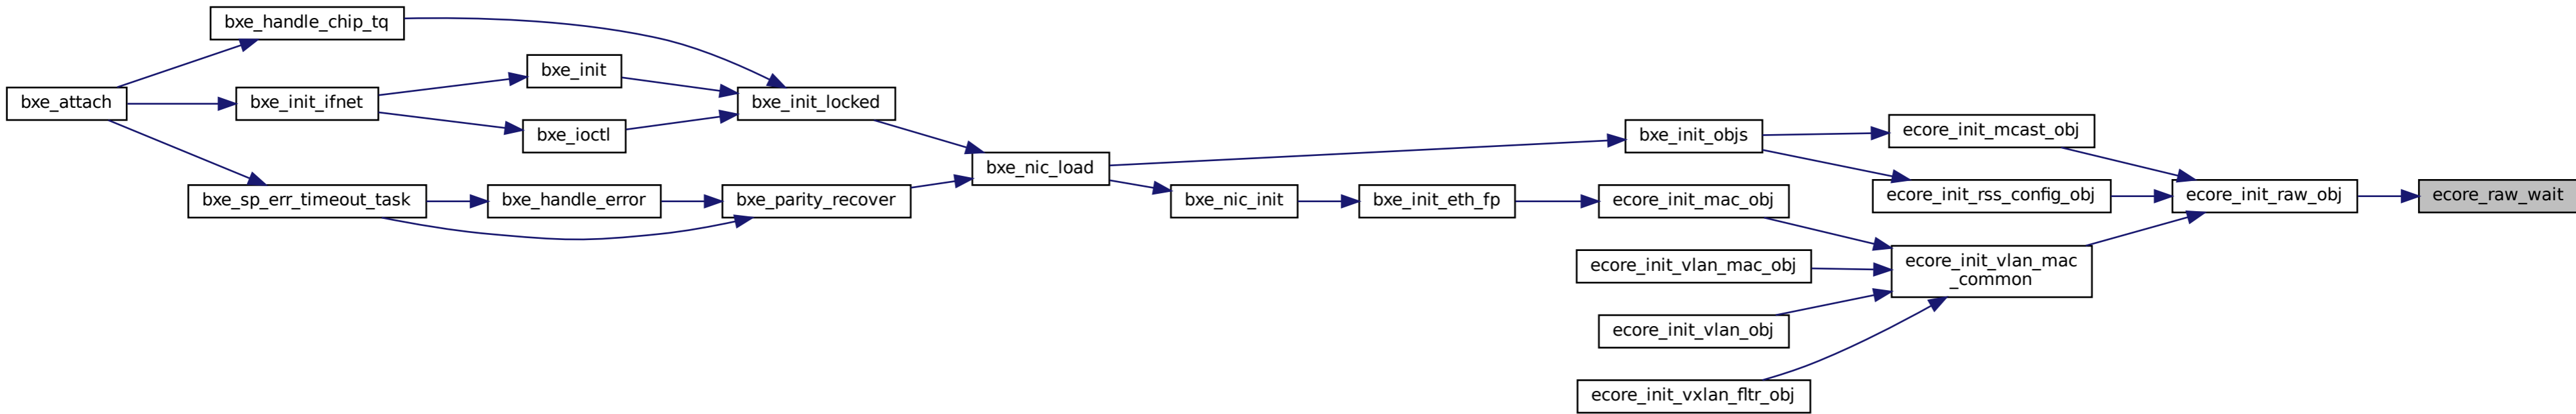 bxe_handle_chip_tq
bxe_init
bxe_attach
bxe_init_ifnet
bxe_init_locked
bxe_ioctl
bxe_nic_load
bxe_sp_err_timeout_task
bxe_handle_error
bxe_parity_recover
bxe_init_objs
ecore_init_mcast_obj
bxe_nic_init
bxe_init_eth_fp
ecore_init_mac_obj
ecore_init_rss_config_obj
ecore_init_raw_obj
ecore_raw_wait
ecore_init_vlan_mac_obj
ecore_init_vlan_mac
_common
ecore_init_vlan_obj
ecore_init_vxlan_fltr_obj